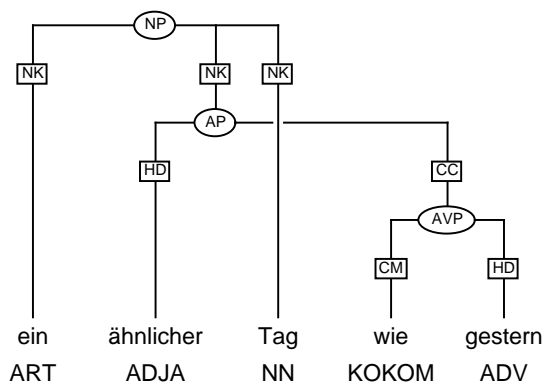 NP
NK NK NK
AP
HD CC
AVP
CM HD
ein ähnlicher Tag wie gestern
ART ADJA NN KOKOM ADV